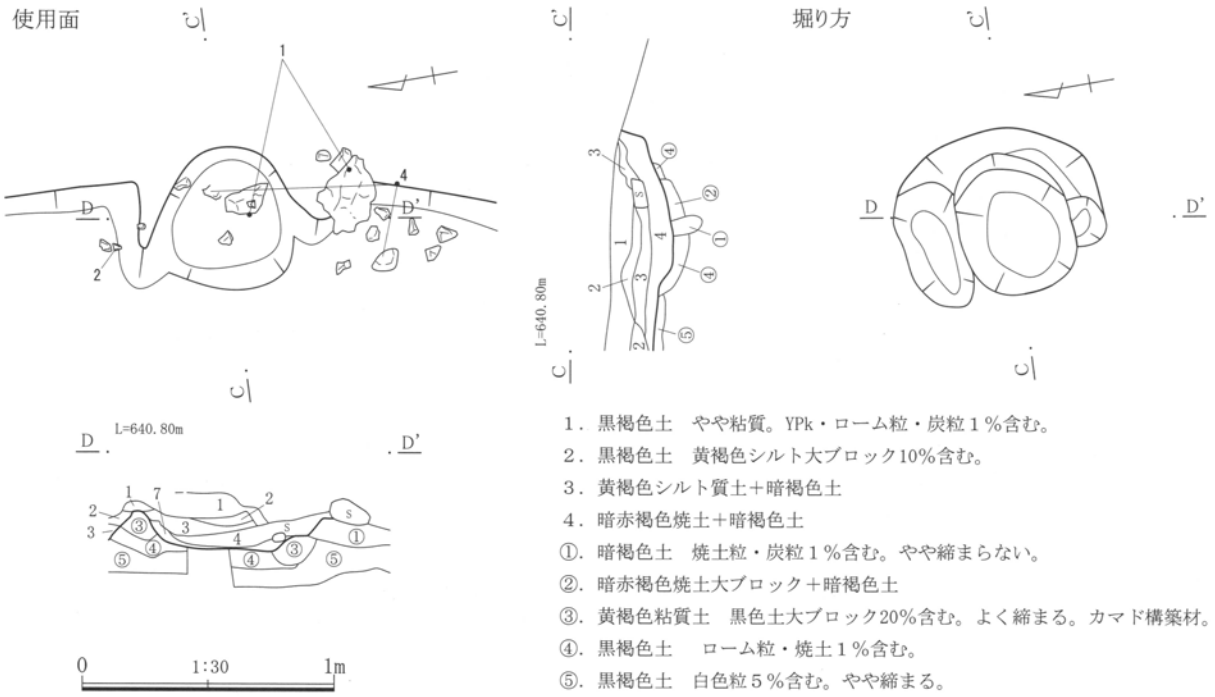 使用面
C'
C'
堀り方
C'
1
4
D
D'
2
C
3
S
④
②
①
④
⑤
1
4
3
2
2
L=640.80m
C
D
D'
C
D
L=640.80m
D'
1
7
1
2
2
3
3
4
S
S
③
④
⑤
④
③
⑤
①
0
1:30
1m
1. 黒褐色土 やや粘質。YPk・ローム粒・炭粒1%含む。
2. 黒褐色土 黄褐色シルト大ブロック10%含む。
3. 黄褐色シルト質土+暗褐色土
4. 暗赤褐色焼土+暗褐色土
①. 暗褐色土 焼土粒・炭粒1%含む。やや締まらない。
②. 暗赤褐色焼土大ブロック+暗褐色土
③. 黄褐色粘質土 黒色土大ブロック20%含む。よく締まる。カマド構築材。
④. 黒褐色土 ローム粒・焼土1%含む。
⑤. 黒褐色土 白色粒5%含む。やや締まる。